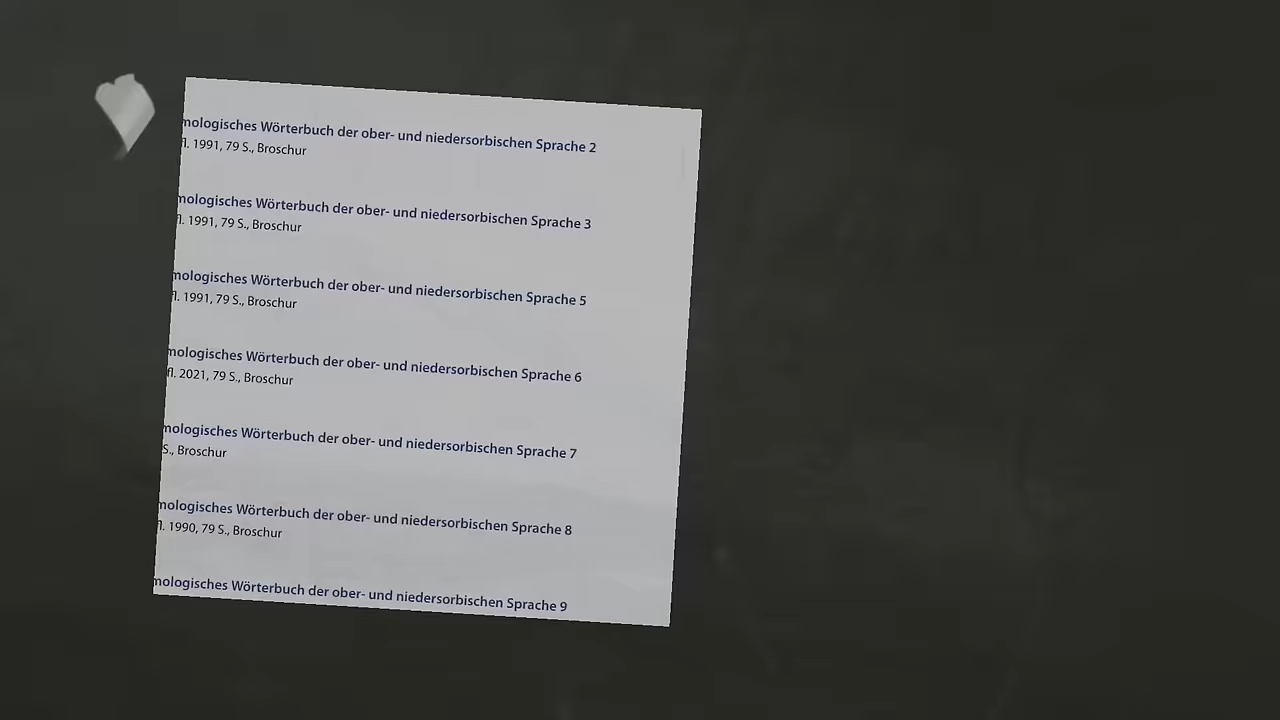 mologisches Wörterbuch der ober- und niedersorbischen Sprache 2
fl. 1991, 79 S., Broschur
mologisches Wörterbuch der ober- und niedersorbischen Sprache 3
fl. 1991, 79 S., Broschur
mologisches Wörterbuch der ober- und niedersorbischen Sprache 5
fl. 1991, 79 S., Broschur
mologisches Wörterbuch der ober- und niedersorbischen Sprache 6
fl. 2021, 79 S., Broschur
mologisches Wörterbuch der ober- und niedersorbischen Sprache 7
S., Broschur
mologisches Wörterbuch der ober- und niedersorbischen Sprache 8
fl. 1990, 79 S., Broschur
mologisches Wörterbuch der ober- und niedersorbischen Sprache 9